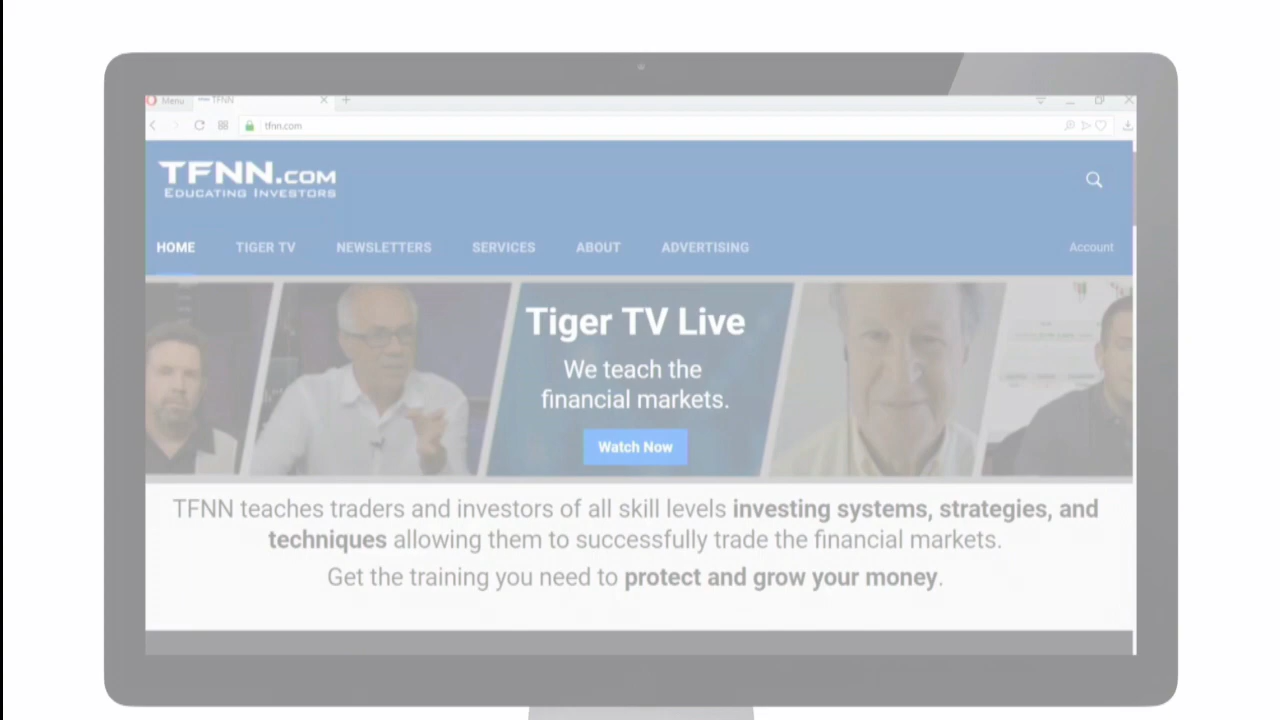 Menu
TFNN
tfnn.com
TFNN.COM
EDUCATING INVESTORS
HOME TIGER TV NEWSLETTERS SERVICES ABOUT ADVERTISING Account
Tiger TV Live
We teach the
financial markets.
Watch Now
TFNN teaches traders and investors of all skill levels investing systems, strategies, and
techniques allowing them to successfully trade the financial markets.
Get the training you need to protect and grow your money.